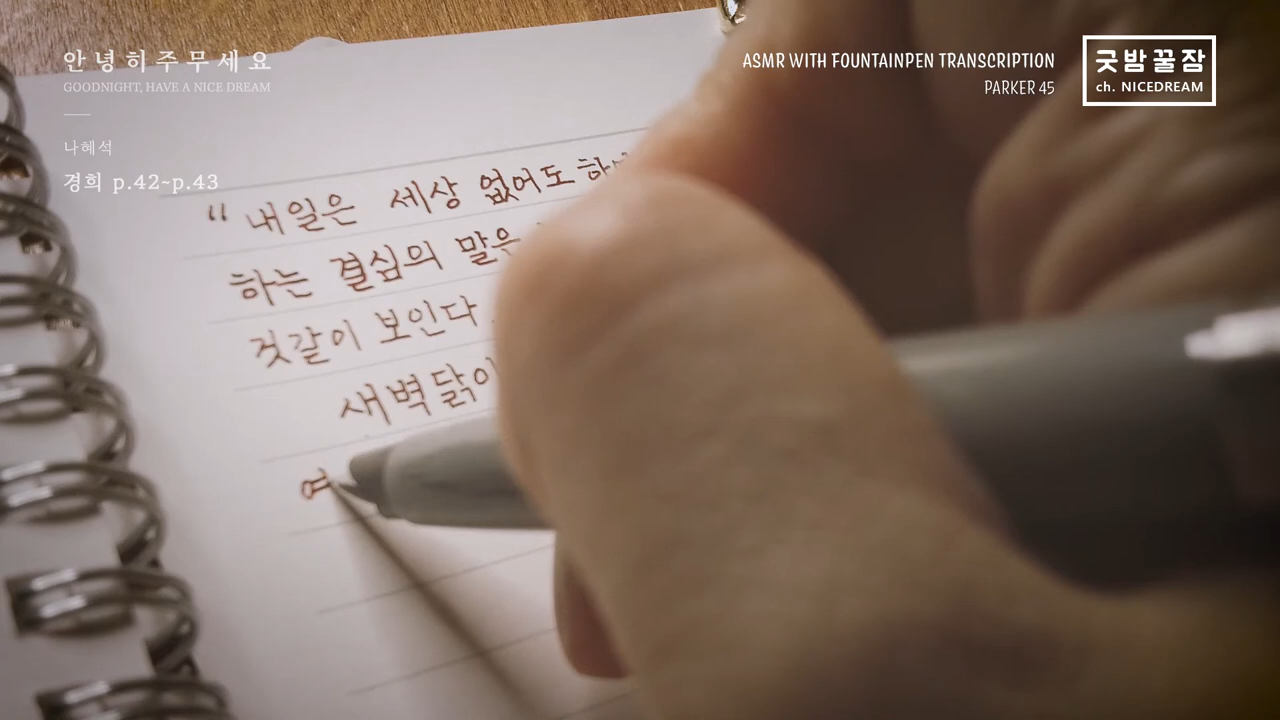 안녕히주무세요
GOODNIGHT, HAVE A NICE DREAM
나혜석
경희 p.42~p.43
ASMR WITH FOUNTAINPEN TRANSCRIPTION
PARKER 45
굿밤꿀잠
ch. NICEDREAM
“ 내일은 세상 없어도
하는 결심의 말은
것같이 보인다
새벽닭이
여